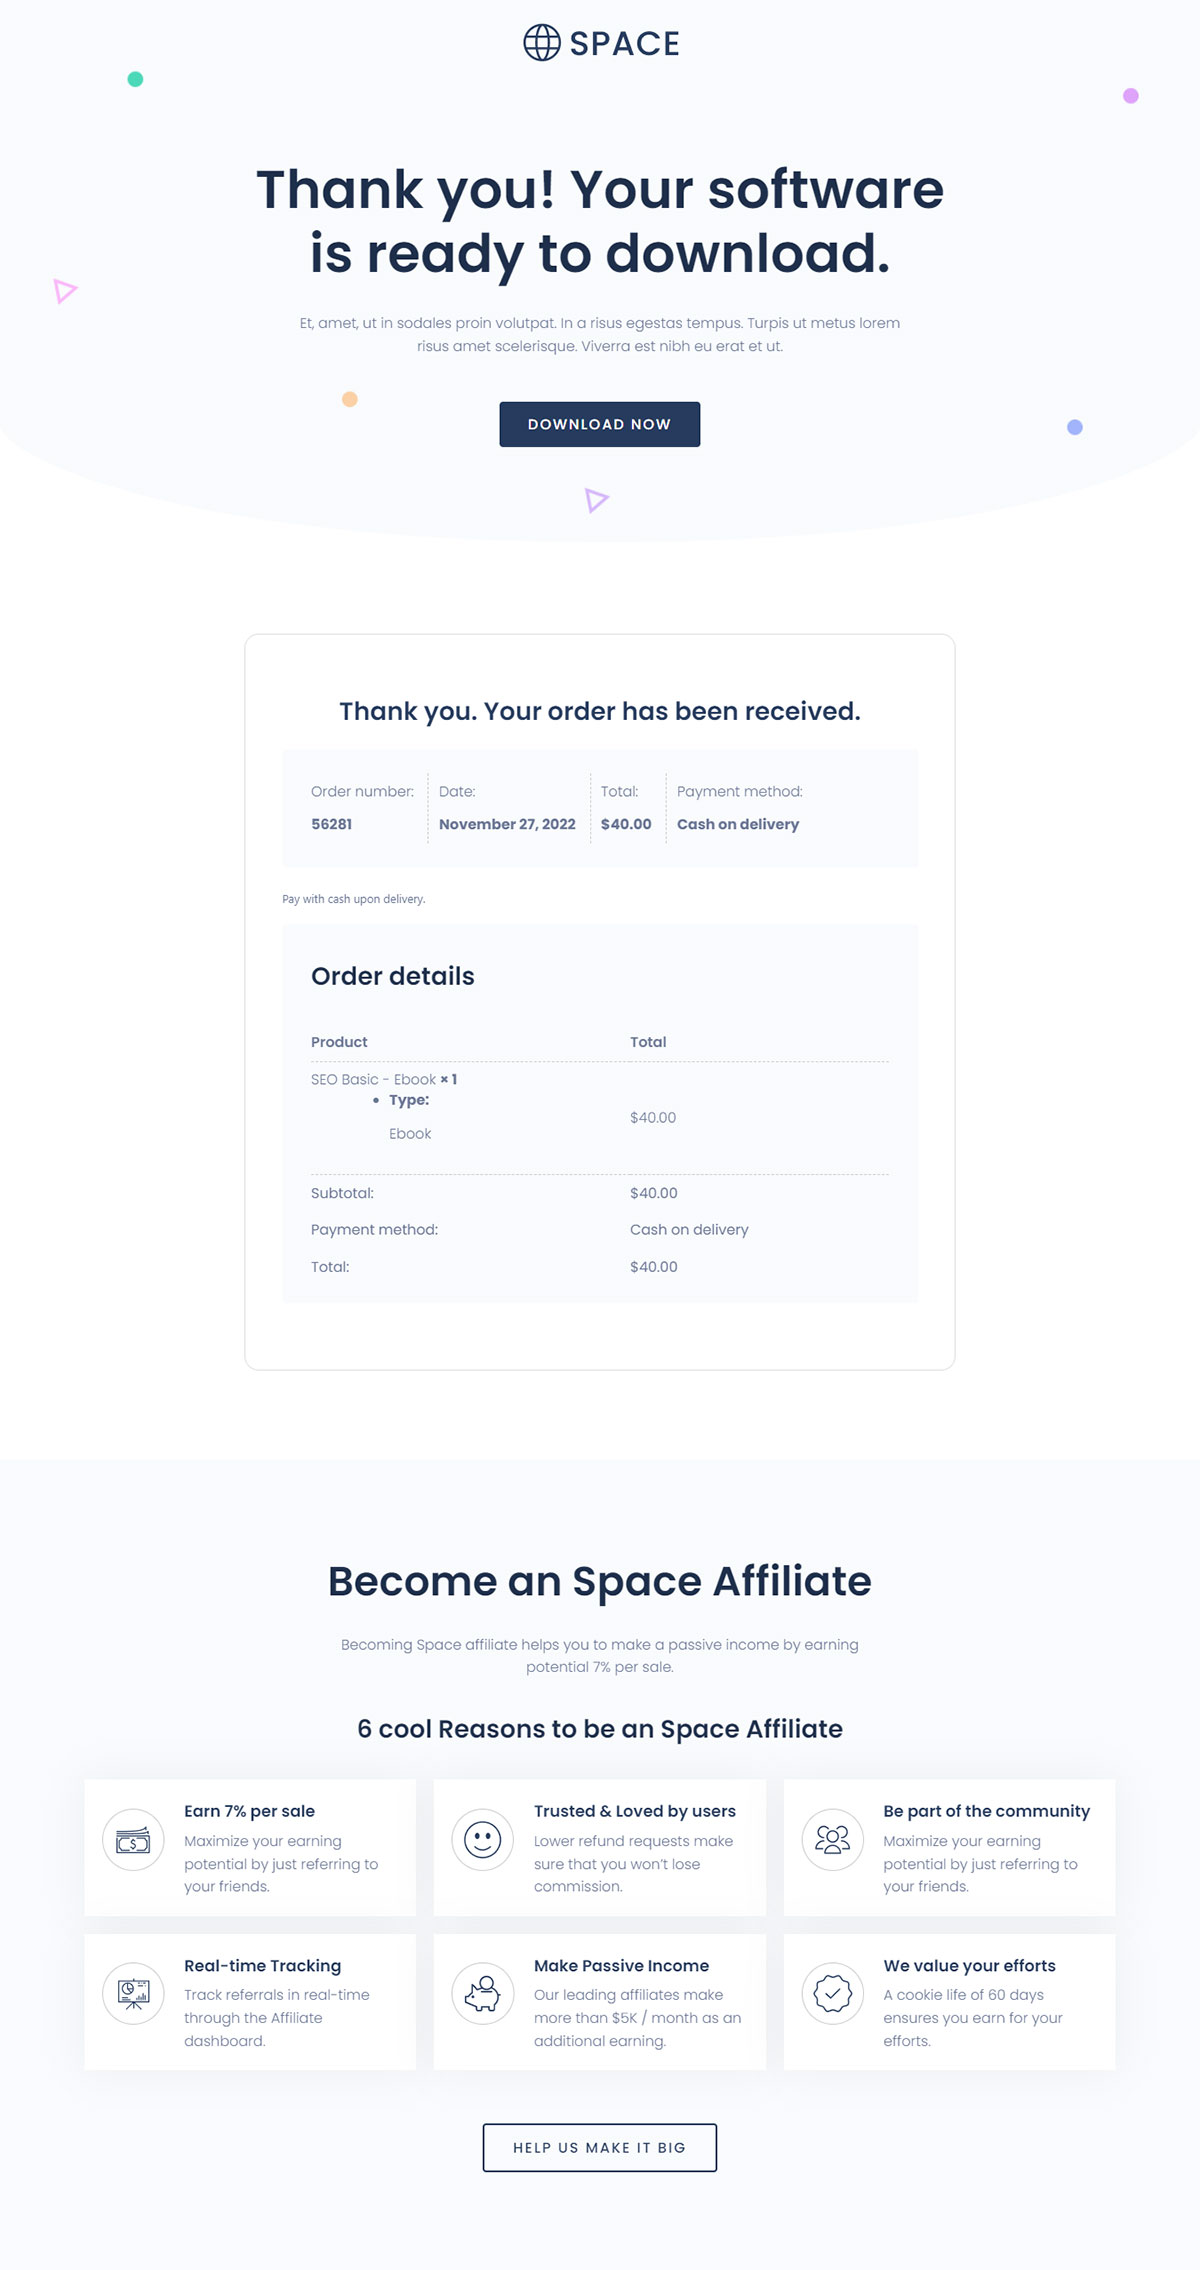 SPACE
Thank you! Your software
is ready to download.
Et, amet, ut in sodales proin volutpat. In a risus egestas tempus. Turpis ut metus lorem
risus amet scelerisque. Viverra est nibh eu erat et ut.
DOWNLOAD NOW
Thank you. Your order has been received.
Order number: Date: Total: Payment method:
56281 November 27, 2022 $40.00 Cash on delivery
Pay with cash upon delivery.
Order details
Product Total
SEO Basic - Ebook × 1
• Type:
$40.00
Ebook
Subtotal: $40.00
Payment method: Cash on delivery
Total: $40.00
Become an Space Affiliate
Becoming Space affiliate helps you to make a passive income by earning
potential 7% per sale.
6 cool Reasons to be an Space Affiliate
Earn 7% per sale
Maximize your earning
potential by just referring to
your friends.
Trusted & Loved by users
Lower refund requests make
sure that you won't lose
commission.
Be part of the community
Maximize your earning
potential by just referring to
your friends.
Real-time Tracking
Track referrals in real-time
through the Affiliate
dashboard.
Make Passive Income
Our leading affiliates make
more than $5K / month as an
additional earning.
We value your efforts
A cookie life of 60 days
ensures you earn for your
efforts.
HELP US MAKE IT BIG